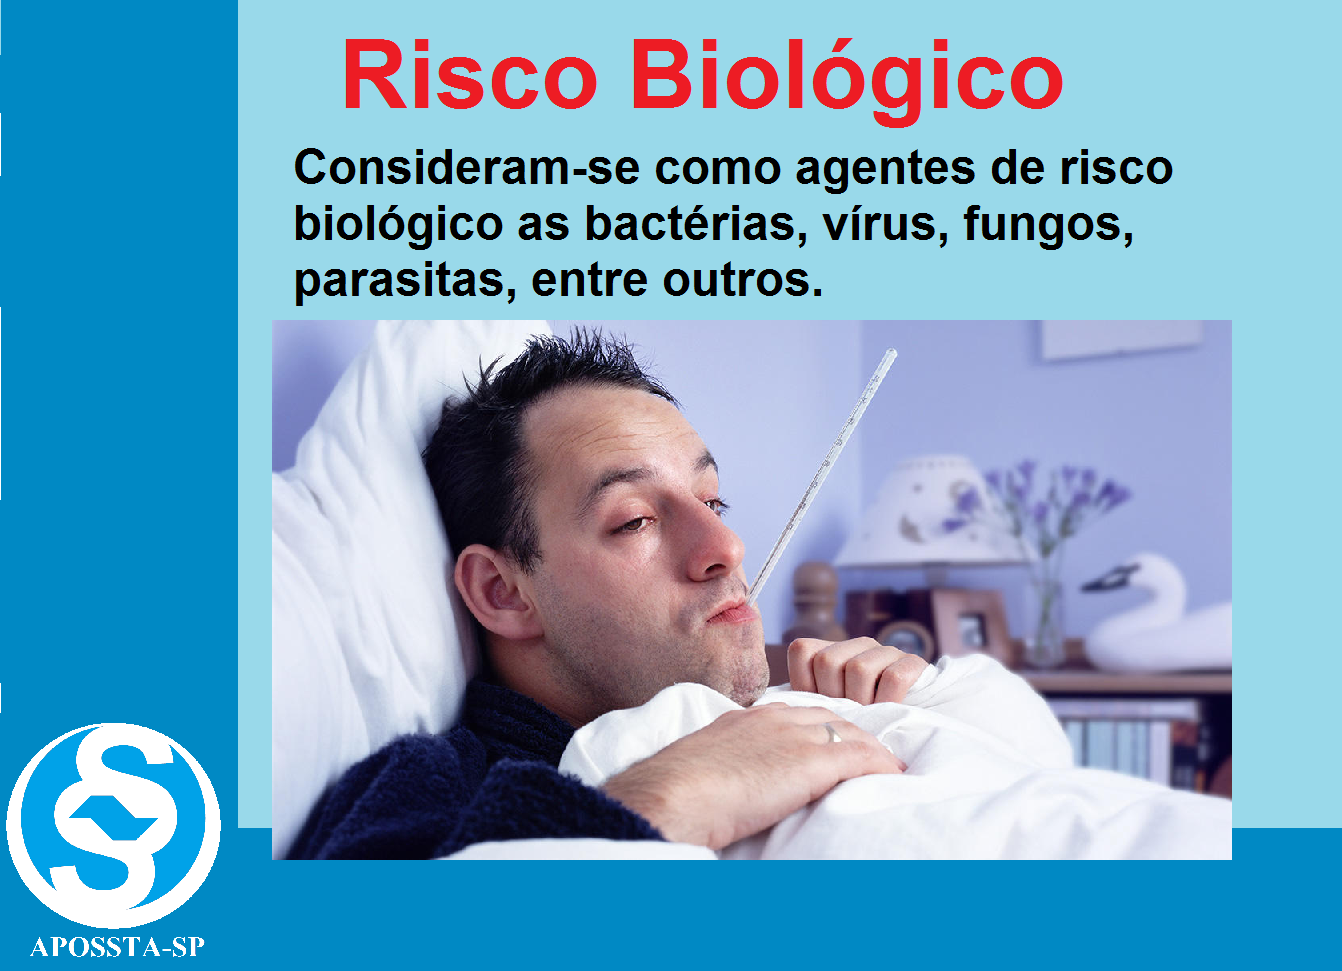 Risco Biológico
Consideram-se como agentes de risco
biológico as bactérias, vírus, fungos,
parasitas, entre outros.
APOSSTA-SP